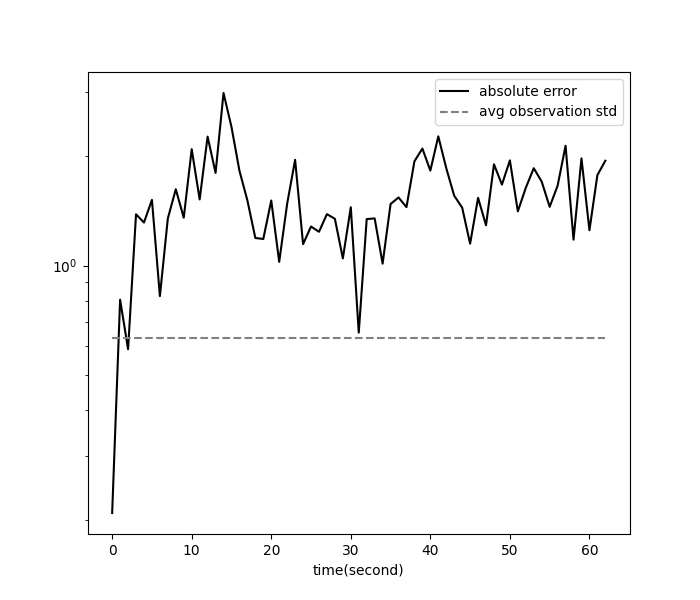 absolute error
avg observation std
10⁰
0 10 20 30 40 50 60
time(second)